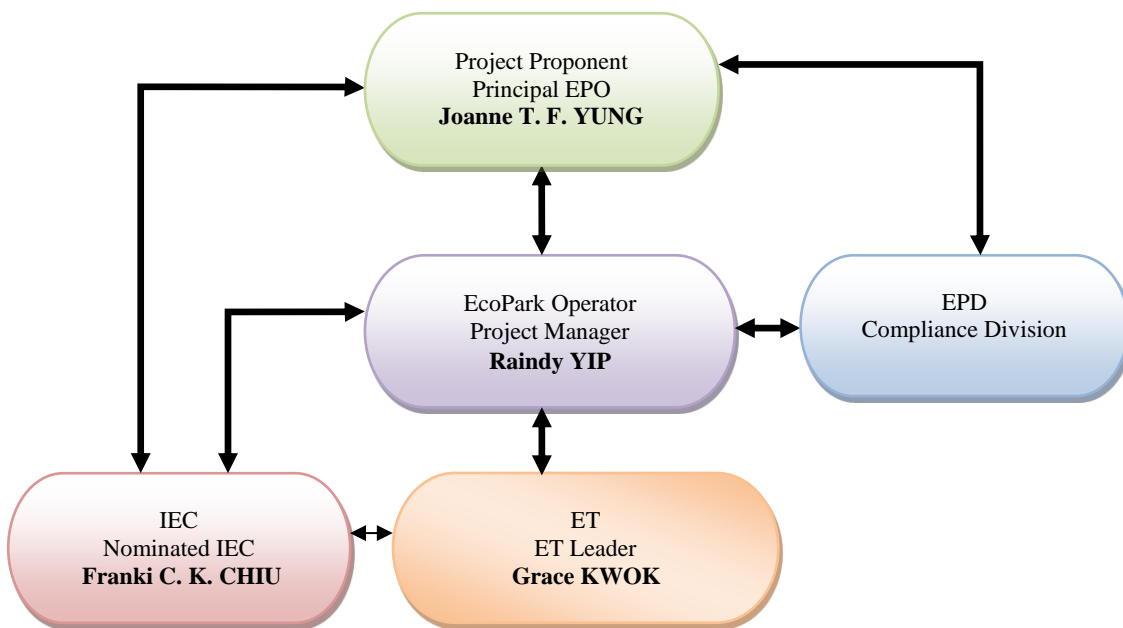 Project Proponent
Principal EPO
Joanne T. F. YUNG
EcoPark Operator
Project Manager
Raindy YIP
EPD
Compliance Division
IEC
Nominated IEC
Franki C. K. CHIU
ET
ET Leader
Grace KWOK